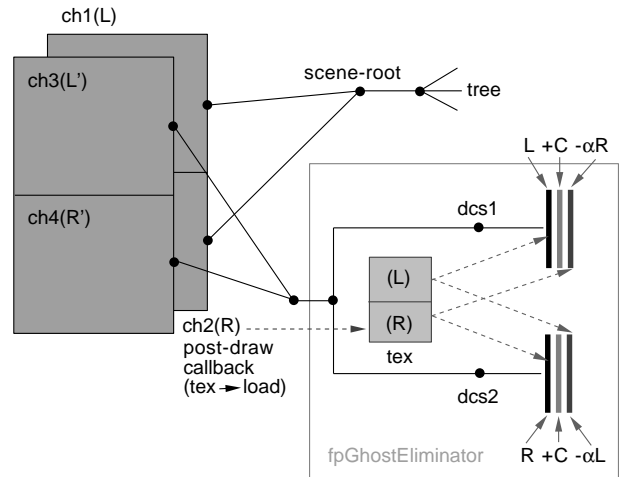 ch1(L)
ch3(L’)
scene-root
tree
L +C -αR
ch4(R’)
dcs1
(L)
(R)
tex
ch2(R)
post-draw
callback
(tex → load)
dcs2
fpGhostEliminator
R +C -αL